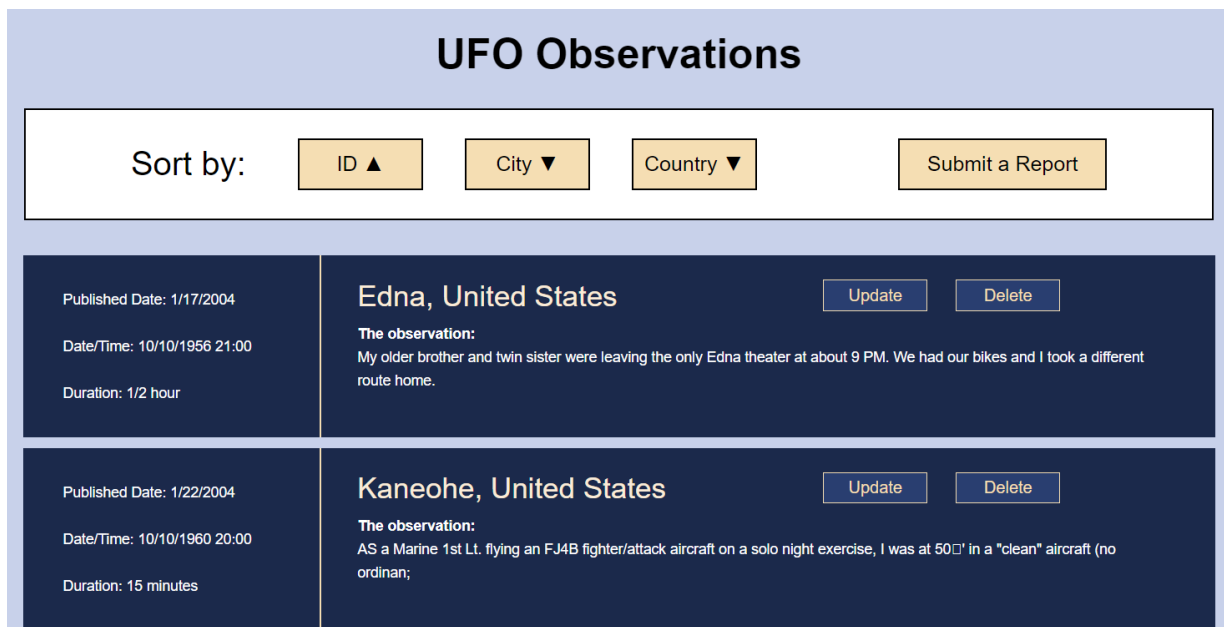 UFO Observations
Sort by:
ID ▲
City ▼
Country ▼
Submit a Report
Published Date: 1/17/2004
Date/Time: 10/10/1956 21:00
Duration: 1/2 hour
Edna, United States
Update
Delete
The observation:
My older brother and twin sister were leaving the only Edna theater at about 9 PM. We had our bikes and I took a different
route home.
Published Date: 1/22/2004
Date/Time: 10/10/1960 20:00
Duration: 15 minutes
Kaneohe, United States
Update
Delete
The observation:
AS a Marine 1st Lt. flying an FJ4B fighter/attack aircraft on a solo night exercise, I was at 50□' in a "clean" aircraft (no
ordinan;